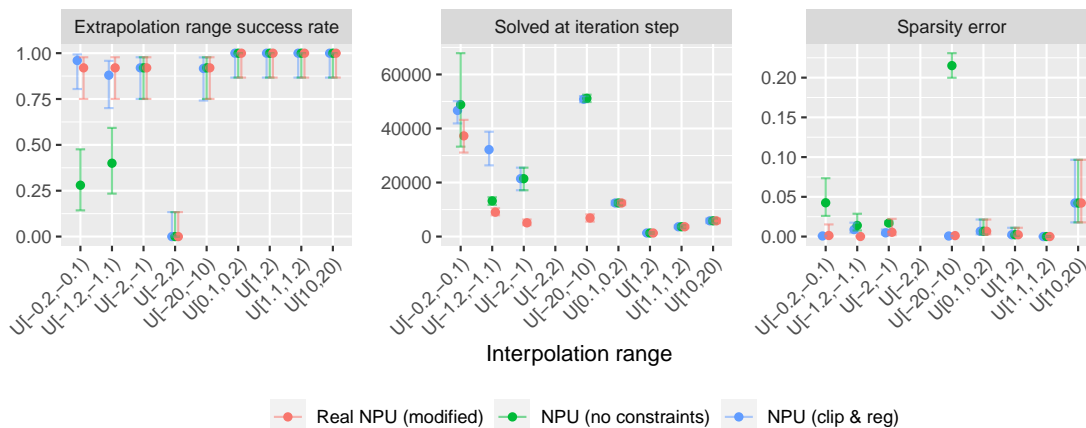 Extrapolation range success rate
Solved at iteration step
Sparsity error
1.00
0.75
0.50
0.25
0.00
60000
40000
20000
0
0.20
0.15
0.10
0.05
0.00
U[−0.2,−0.1)
U[−1.2,−1.1)
U[−2,−1)
U[−2,2)
U[−20,−10)
U[0.1,0.2)
U[1,2)
U[1.1,1.2)
U[10,20)
U[−0.2,−0.1)
U[−1.2,−1.1)
U[−2,−1)
U[−2,2)
U[−20,−10)
U[0.1,0.2)
U[1,2)
U[1.1,1.2)
U[10,20)
U[−0.2,−0.1)
U[−1.2,−1.1)
U[−2,−1)
U[−2,2)
U[−20,−10)
U[0.1,0.2)
U[1,2)
U[1.1,1.2)
U[10,20)
Interpolation range
Real NPU (modified)
NPU (no constraints)
NPU (clip & reg)